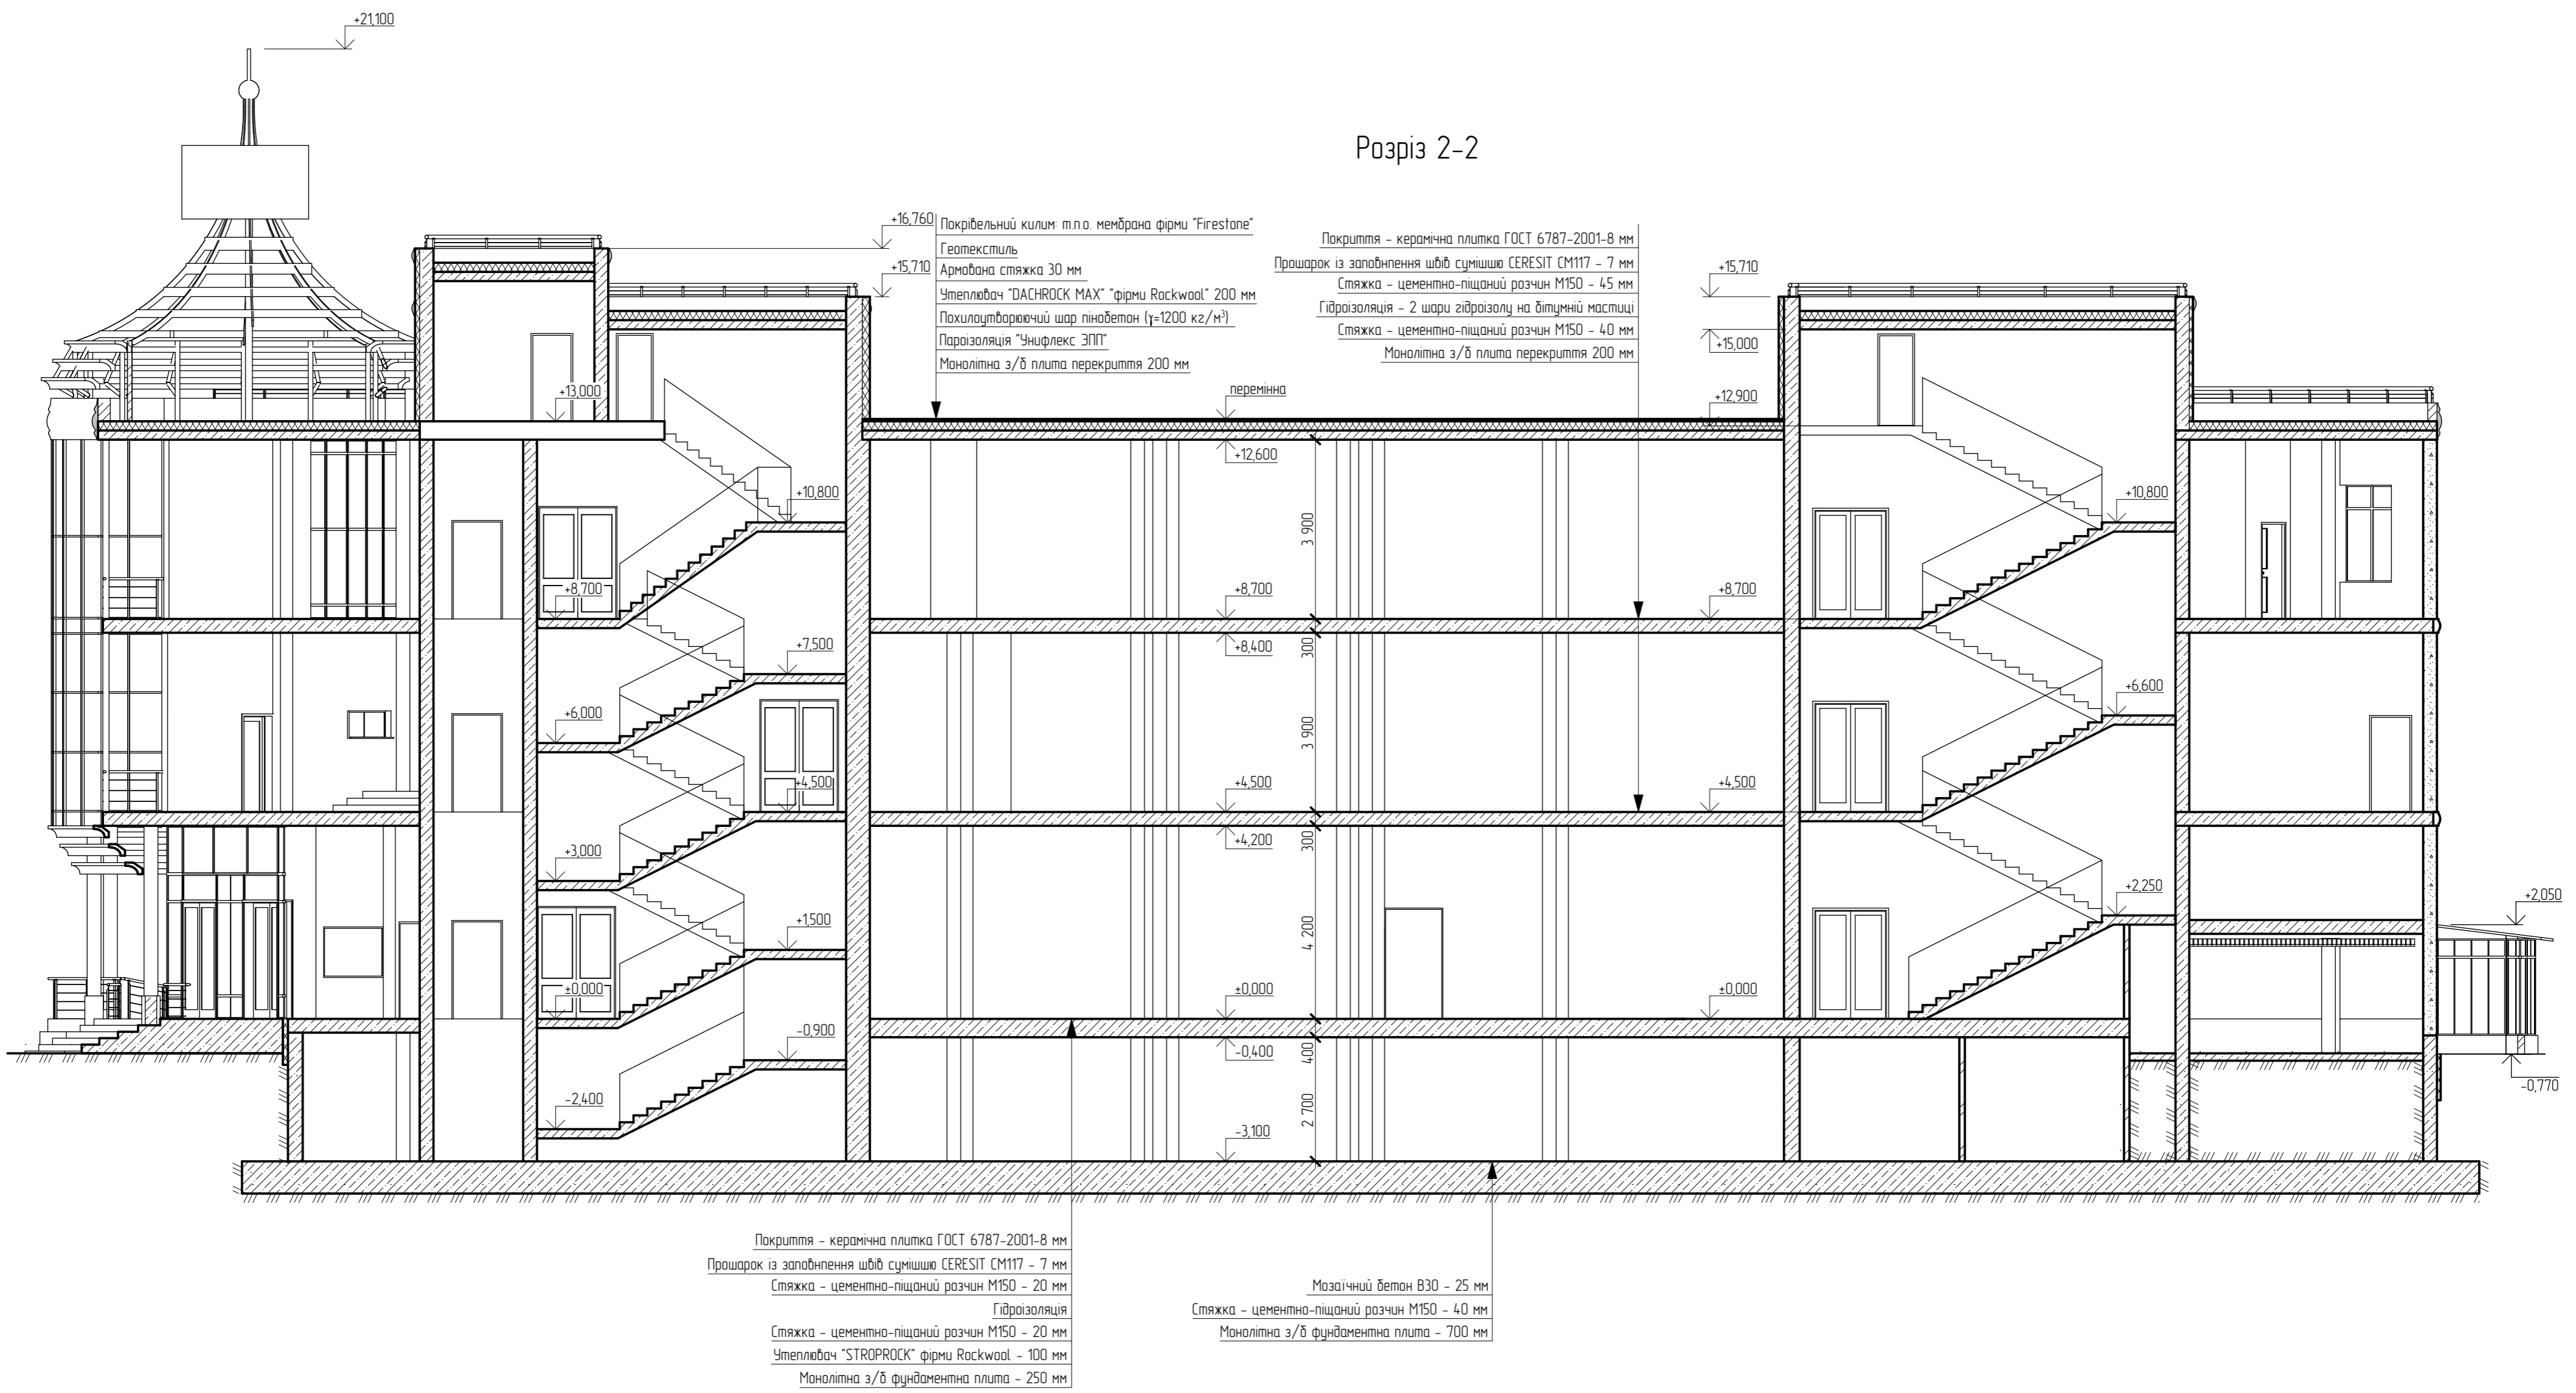 +21,100
Розріз 2-2
+16,760
Покрівельний килим: т.п.о. мембрана фірми "Firestone"
Геотекстиль
+15,710
Армована стяжка 30 мм
Утеплювач "DACHROCK MAX" "фірми Rockwool" 200 мм
Похилоутворюючий шар пінобетон (γ=1200 кг/м³)
Пароізоляція "Унифлекс ЭПП"
Монолітна з/б плита перекриття 200 мм
Покриття - керамічна плитка ГОСТ 6787-2001-8 мм
Прошарок із заповнпення швів сумішшю CERESIT СМ117 - 7 мм
Стяжка - цементно-піщаний розчин М150 - 45 мм
Гідроізоляція - 2 шари гідроізолу на бітумній мастиці
Стяжка - цементно-піщаний розчин М150 - 40 мм
Монолітна з/б плита перекриття 200 мм
+15,710
+15,000
+13,000
перемінна
+12,900
+12,600
+10,800
+10,800
3 900
+8,700
+8,700
+8,700
+8,400
300
+7,500
+6,600
+6,000
3 900
+4,500
+4,500
+4,500
+4,200
300
+3,000
+2,250
+2,050
+1,500
4 200
±0,000
±0,000
±0,000
-0,900
-0,400
400
-0,770
-2,400
2 700
-3,100
Покриття - керамічна плитка ГОСТ 6787-2001-8 мм
Прошарок із заповнпення швів сумішшю CERESIT СМ117 - 7 мм
Стяжка - цементно-піщаний розчин М150 - 20 мм
Гідроізоляція
Стяжка - цементно-піщаний розчин М150 - 20 мм
Утеплювач "STROPROCK" фірми Rockwool - 100 мм
Монолітна з/б фундаментна плита - 250 мм
Мозаїчний бетон В30 - 25 мм
Стяжка - цементно-піщаний розчин М150 - 40 мм
Монолітна з/б фундаментна плита - 700 мм